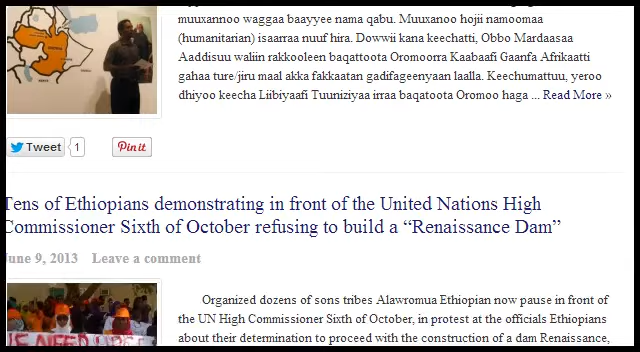 muuxannoo waggaa baayyee nama qabu. Muuxanoo hojii namoomaa
(humanitarian) isaarraa nuuf hira. Dowwii kana keechatti, Obbo Mardaasaa
Aaddisuu waliin rakkooleen baqattoota Oromoorra Kaabaafi Gaanfa Afrikaatti
gahaa ture/jiru maal akka fakkaatan gadifageenyaan laalla. Keechumattuu, yeroo
dhiyoo keecha Liibiyaafi Tuuniziyaa irraa baqatoota Oromoo haga ... Read More »
Tweet 1 Pin it
Tens of Ethiopians demonstrating in front of the United Nations High
Commissioner Sixth of October refusing to build a “Renaissance Dam”
June 9, 2013 Leave a comment
Organized dozens of sons tribes Alawromua Ethiopian now pause in front of
the UN High Commissioner Sixth of October, in protest at the officials Ethiopians
about their determination to proceed with the construction of a dam Renaissance,
WE NEED